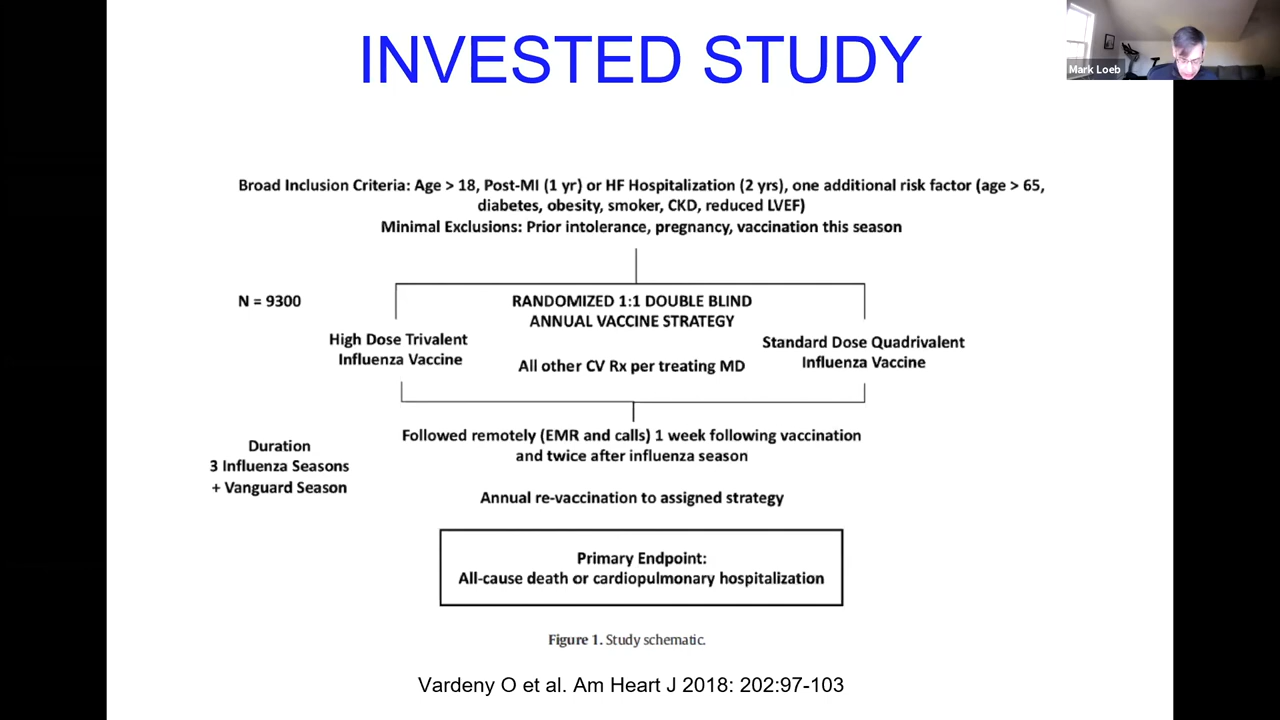 INVESTED STUDY
Mark Loeb
Broad Inclusion Criteria: Age > 18, Post-MI (1 yr) or HF Hospitalization (2 yrs), one additional risk factor (age > 65,
diabetes, obesity, smoker, CKD, reduced LVEF)
Minimal Exclusions: Prior intolerance, pregnancy, vaccination this season
N = 9300
RANDOMIZED 1:1 DOUBLE BLIND
ANNUAL VACCINE STRATEGY
High Dose Trivalent
Influenza Vaccine
All other CV Rx per treating MD
Standard Dose Quadrivalent
Influenza Vaccine
Followed remotely (EMR and calls) 1 week following vaccination
and twice after influenza season
Duration
3 Influenza Seasons
+ Vanguard Season
Annual re-vaccination to assigned strategy
Primary Endpoint:
All-cause death or cardiopulmonary hospitalization
Figure 1. Study schematic.
Vardeny O et al. Am Heart J 2018: 202:97-103